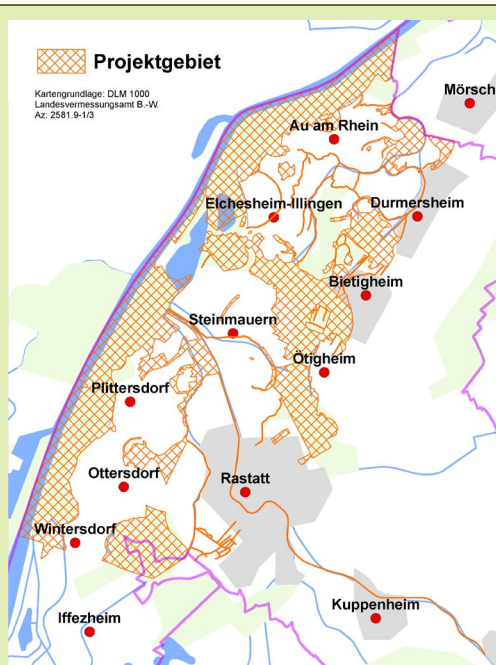 Projektgebiet
Kartengrundlage: DLM 1000
Landesvermessungsamt B.-W.
Az: 2581.9-1/3
Mörsch
Au am Rhein
Elchesheim-Illingen
Durmersheim
Bietigheim
Steinmauern
Ötigheim
Plittersdorf
Ottersdorf
Rastatt
Wintersdorf
Kuppenheim
Iffezheim